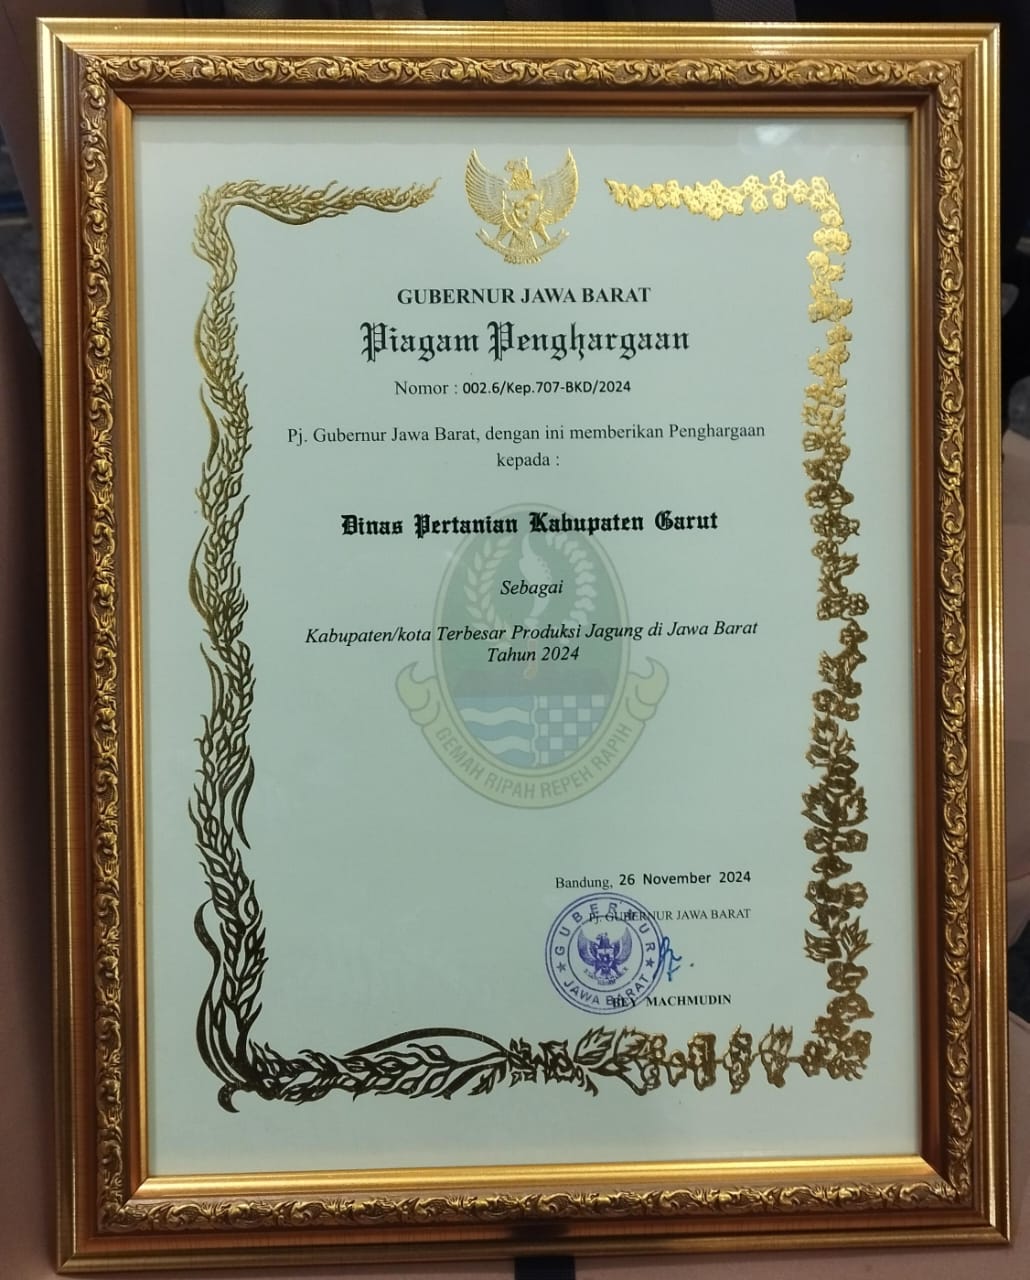 GUBERNUR JAWA BARAT
Piagam Penghargaan
Nomor : 002.6/Kep.707-BKD/2024
Pj. Gubernur Jawa Barat, dengan ini memberikan Penghargaan
kepada :
Dinas Pertanian Kabupaten Garut
Sebagai
Kabupaten/kota Terbesar Produksi Jagung di Jawa Barat
Tahun 2024
GEMAH RIPAH REPEH RAPIH
Bandung, 26 November 2024
Pj. GUBERNUR JAWA BARAT
GUBERNUR
JAWA BARAT
BEY MACHMUDIN